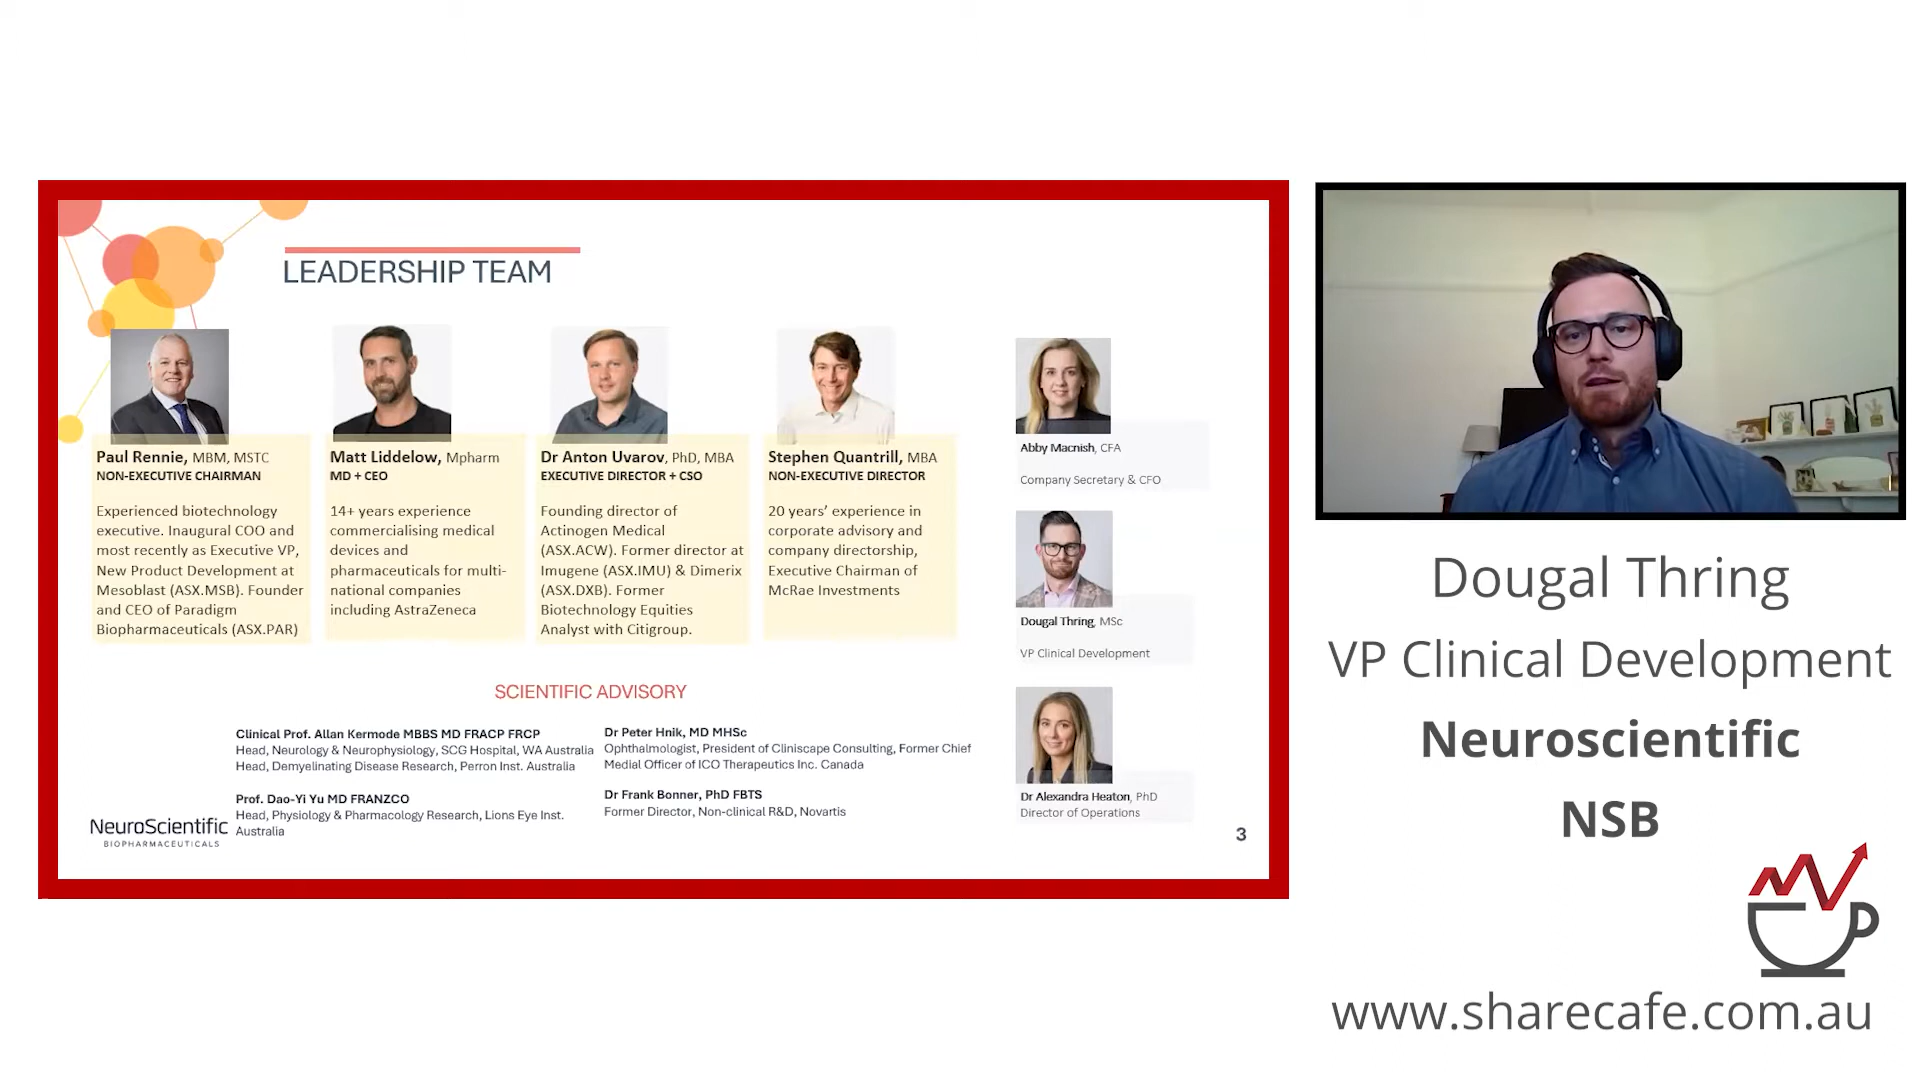 LEADERSHIP TEAM
Paul Rennie, MBM, MSTC
NON-EXECUTIVE CHAIRMAN
Experienced biotechnology
executive. Inaugural COO and
most recently as Executive VP,
New Product Development at
Mesoblast (ASX.MSB). Founder
and CEO of Paradigm
Biopharmaceuticals (ASX.PAR)
Matt Liddelow, Mpharm
MD + CEO
14+ years experience
commercialising medical
devices and
pharmaceuticals for multi-
national companies
including AstraZeneca
Dr Anton Uvarov, PhD, MBA
EXECUTIVE DIRECTOR + CSO
Founding director of
Actinogen Medical
(ASX.ACW). Former director at
Imugene (ASX.IMU) & Dimerix
(ASX.DXB). Former
Biotechnology Equities
Analyst with Citigroup.
Stephen Quantrill, MBA
NON-EXECUTIVE DIRECTOR
20 years’ experience in
corporate advisory and
company directorship,
Executive Chairman of
McRae Investments
Abby Macnish, CFA
Company Secretary & CFO
Dougal Thring, MSc
VP Clinical Development
Dr Alexandra Heaton, PhD
Director of Operations
SCIENTIFIC ADVISORY
Clinical Prof. Allan Kermode MBBS MD FRACP FRCP
Head, Neurology & Neurophysiology, SCG Hospital, WA Australia
Head, Demyelinating Disease Research, Perron Inst. Australia
Prof. Dao-Yi Yu MD FRANZCO
Head, Physiology & Pharmacology Research, Lions Eye Inst.
Australia
Dr Peter Hnik, MD MHSc
Ophthalmologist, President of Cliniscape Consulting, Former Chief
Medial Officer of ICO Therapeutics Inc. Canada
Dr Frank Bonner, PhD FBTS
Former Director, Non-clinical R&D, Novartis
NeuroScientific
BIOPHARMACEUTICALS
3
Dougal Thring
VP Clinical Development
Neuroscientific
NSB
www.sharecafe.com.au